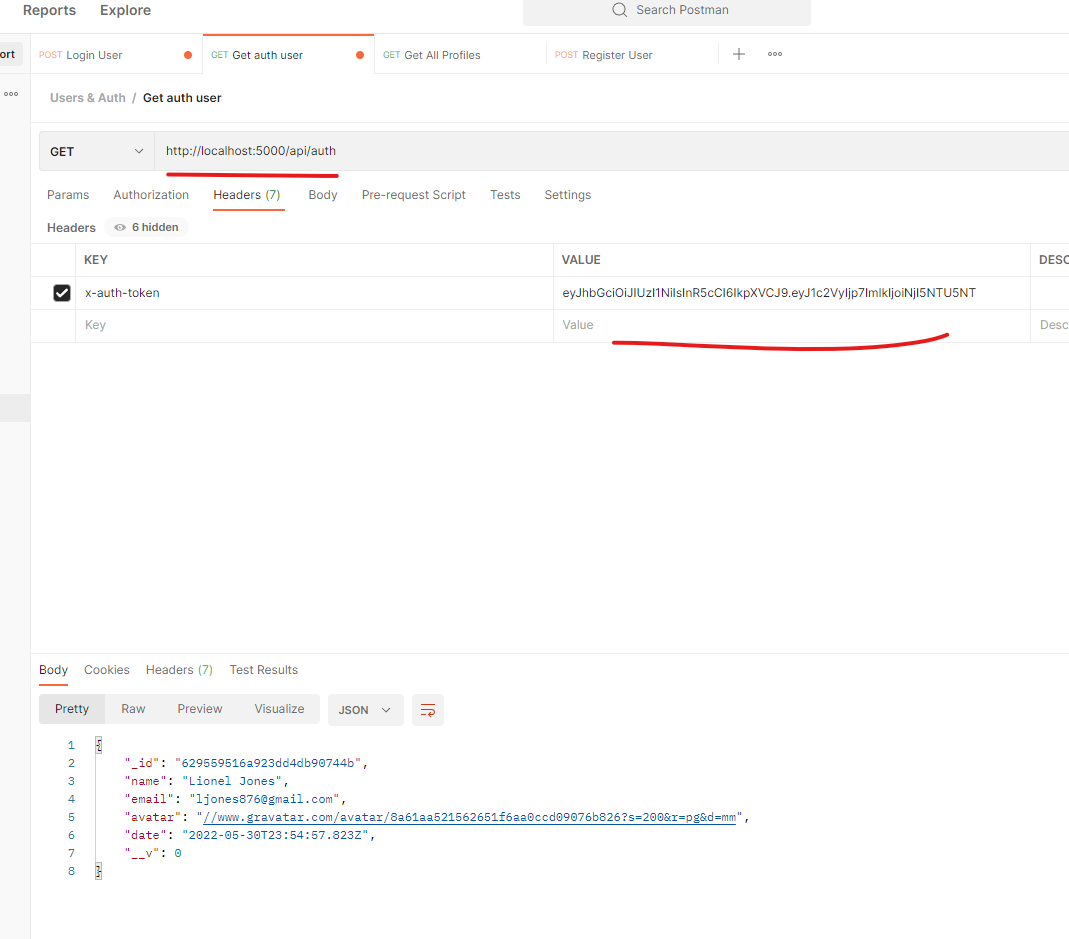 Reports Explore Search Postman
ort POST Login User GET Get auth user GET Get All Profiles POST Register User
Users & Auth / Get auth user
GET http://localhost:5000/api/auth
Params Authorization Headers (7) Body Pre-request Script Tests Settings
Headers 6 hidden
KEY VALUE DESC
x-auth-token eyJhbGciOiJIUzI1NiIsInR5cCI6IkpXVCJ9.eyJ1c2VyIjp7ImlkIjoiNjI5NTU5NT
Key Value Desc
Body Cookies Headers (7) Test Results
Pretty Raw Preview Visualize JSON
1 {
2 "_id": "629559516a923dd4db90744b",
3 "name": "Lionel Jones",
4 "email": "ljones876@gmail.com",
5 "avatar": "//www.gravatar.com/avatar/8a61aa521562651f6aa0ccd09076b826?s=200&r=pg&d=mm",
6 "date": "2022-05-30T23:54:57.823Z",
7 "__v": 0
8 }